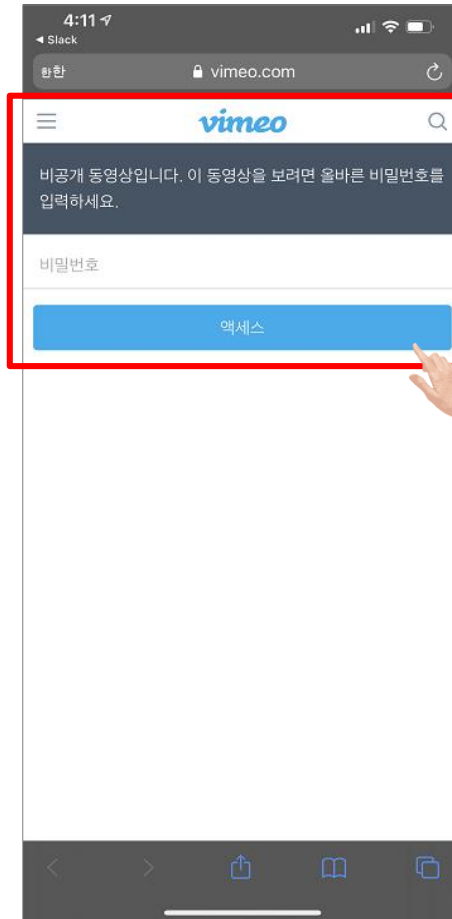 4:11
◀ Slack
한한 vimeo.com
vimeo
비공개 동영상입니다. 이 동영상을 보려면 올바른 비밀번호를
입력하세요.
비밀번호
액세스